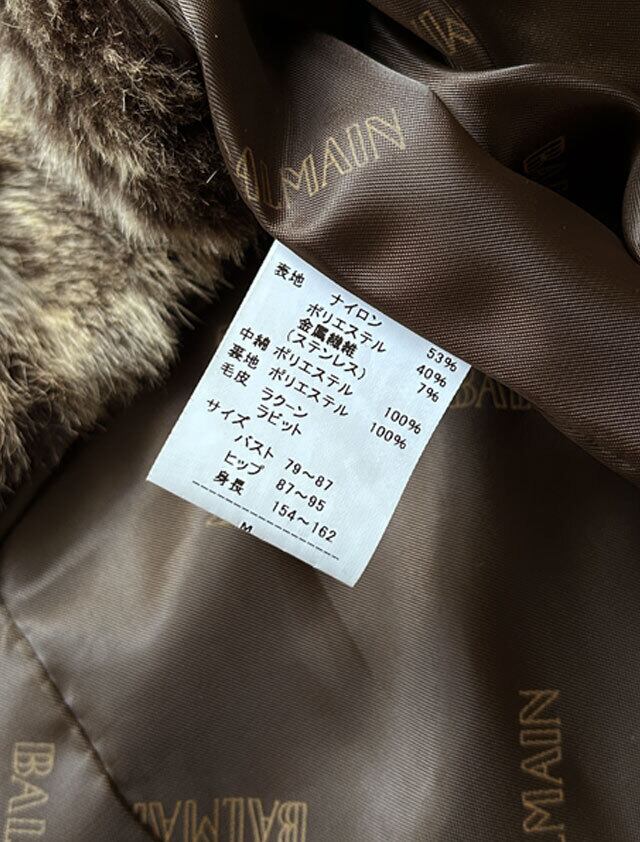 BALMAIN
表地 ナイロン 53%
ポリエステル 40%
金属繊維 7%
(ステンレス)
中綿 ポリエステル 100%
裏地 ポリエステル 100%
毛皮 ラクーン
ラビット
サイズ
バスト 79～87
ヒップ 87～95
身長 154～162
M
BALMAIN
BALMAIN
BALMAIN
BAL